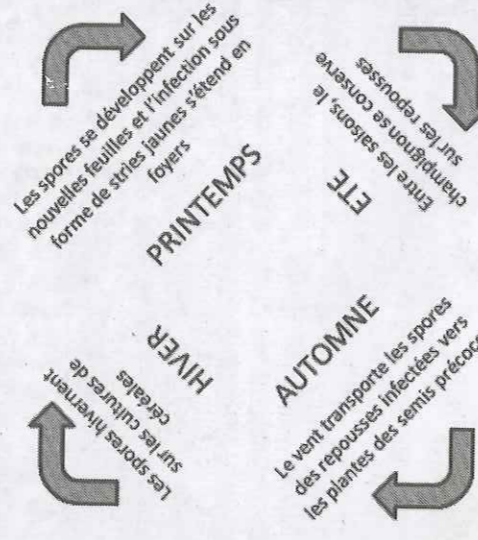 Les spores se développent sur les
nouvelles feuilles et l'infection sous
forme de stries jaunes s'étend en
foyers
PRINTEMPS
Entre les saisons, le
champignon se conserve
sur les repousses
ETE
AUTOMNE
Le vent transporte les spores
des repousses infectées vers
les plantes des semis précoce
HIVER
Les spores hivernent
sur les cultures de
céréales